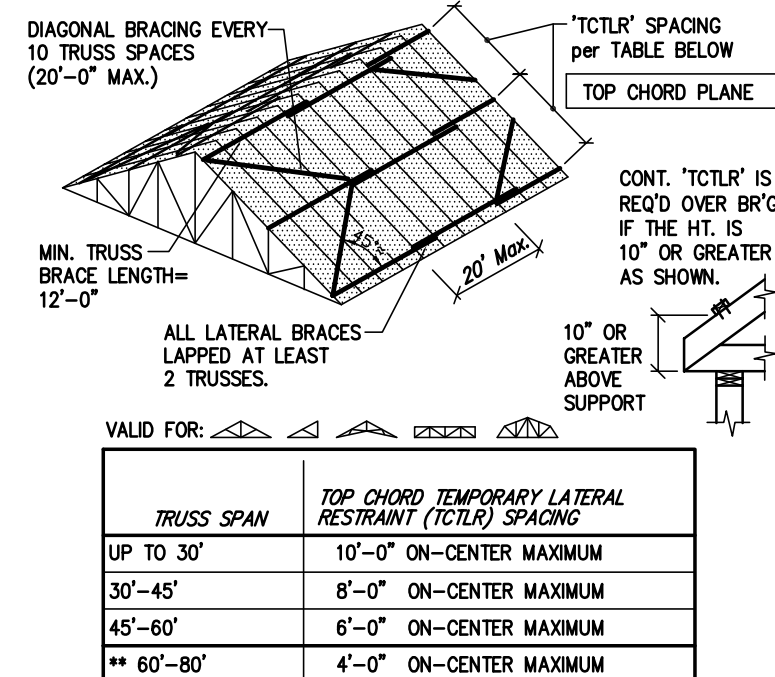 DIAGONAL BRACING EVERY
10 TRUSS SPACES
(20'-0" MAX.)
'TCTLR' SPACING
per TABLE BELOW
TOP CHORD PLANE
CONT. 'TCTLR' IS
REQ'D OVER BR'G
IF THE HT. IS
10" OR GREATER
AS SHOWN.
45°±
20' Max.
MIN. TRUSS
BRACE LENGTH=
12'-0"
ALL LATERAL BRACES
LAPPED AT LEAST
2 TRUSSES.
10" OR
GREATER
ABOVE
SUPPORT
VALID FOR:
TRUSS SPAN
TOP CHORD TEMPORARY LATERAL
RESTRAINT (TCTLR) SPACING
UP TO 30' 10'-0" ON-CENTER MAXIMUM
30'-45' 8'-0" ON-CENTER MAXIMUM
45'-60' 6'-0" ON-CENTER MAXIMUM
** 60'-80' 4'-0" ON-CENTER MAXIMUM